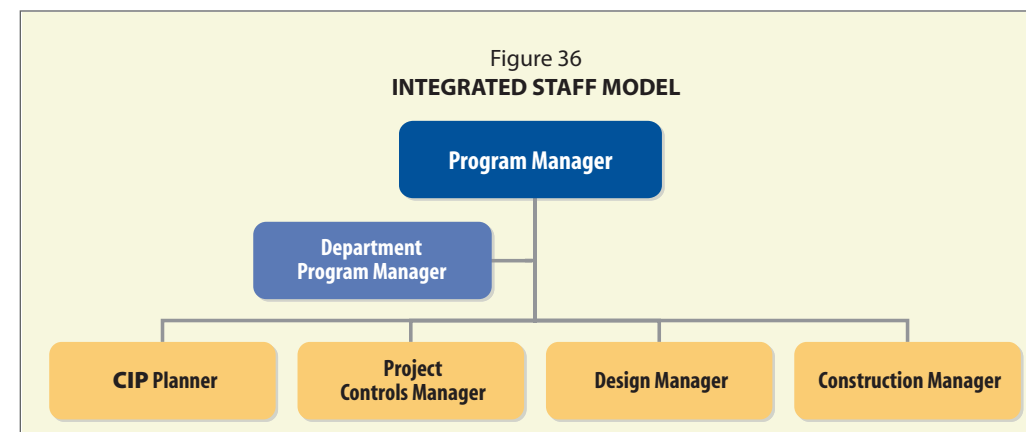 Figure 36
INTEGRATED STAFF MODEL
Program Manager
Department
Program Manager
CIP Planner
Project
Controls Manager
Design Manager
Construction Manager